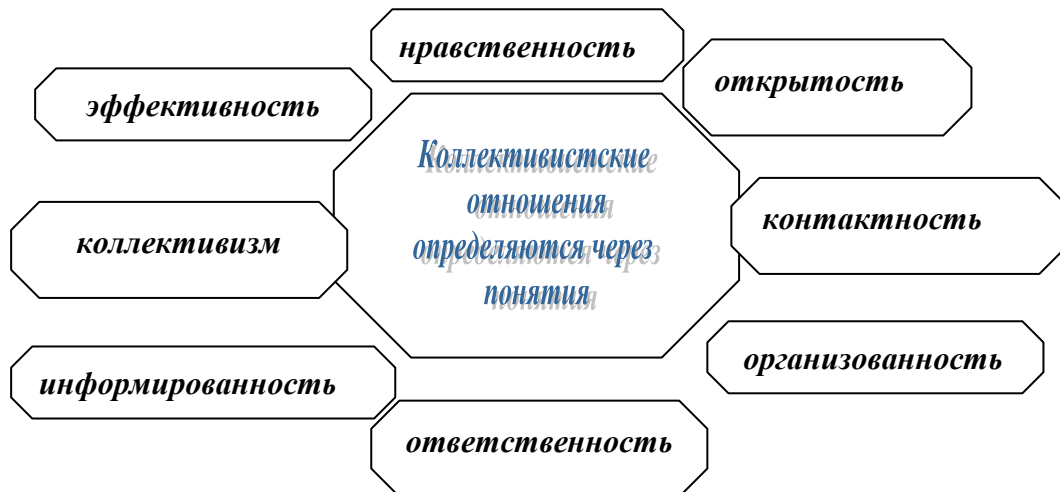 нравственность
открытость
эффективность
Коллективистские
отношения
определяются через
понятия
контактность
коллективизм
организованность
информированность
ответственность